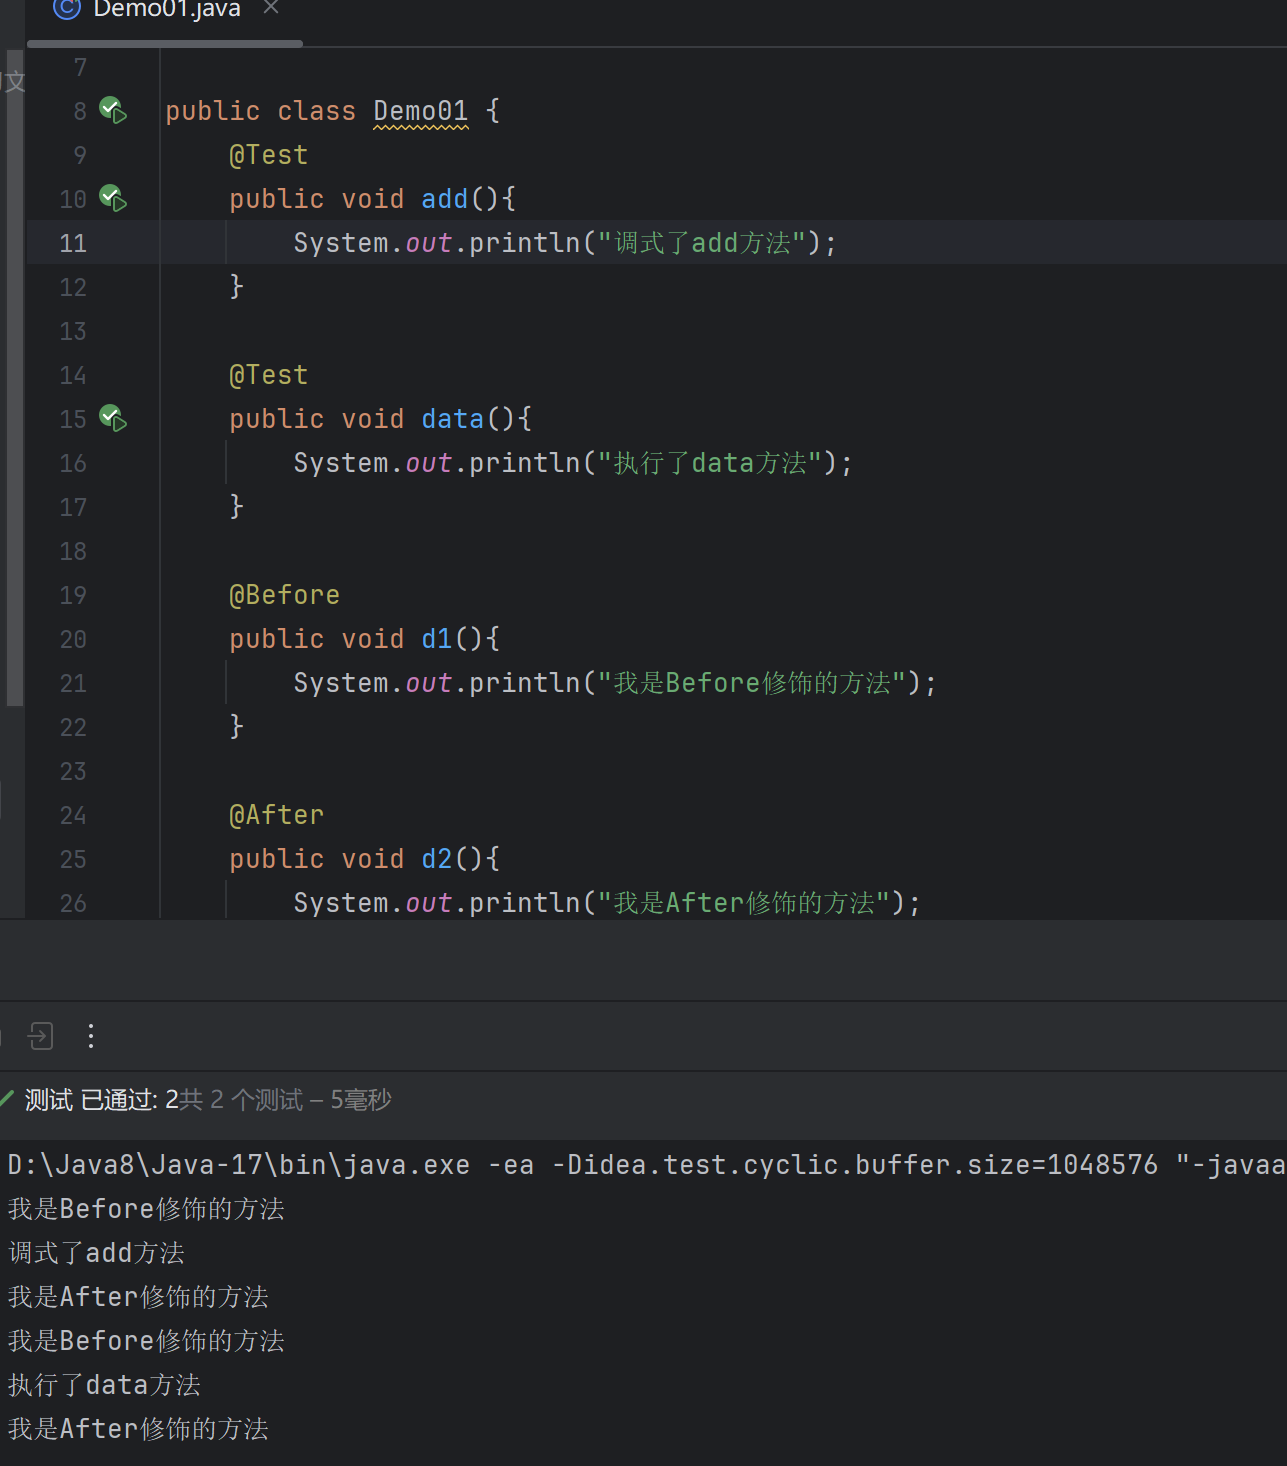 Demo01.java
文
7
8 public class Demo01 {
9 @Test
10 public void add(){
11 System.out.println("调式了add方法");
12 }
13
14 @Test
15 public void data(){
16 System.out.println("执行了data方法");
17 }
18
19 @Before
20 public void d1(){
21 System.out.println("我是Before修饰的方法");
22 }
23
24 @After
25 public void d2(){
26 System.out.println("我是After修饰的方法");
测试 已通过: 2共 2 个测试 – 5毫秒
D:\Java8\Java-17\bin\java.exe -ea -Didea.test.cyclic.buffer.size=1048576 "-javaa
我是Before修饰的方法
调式了add方法
我是After修饰的方法
我是Before修饰的方法
执行了data方法
我是After修饰的方法